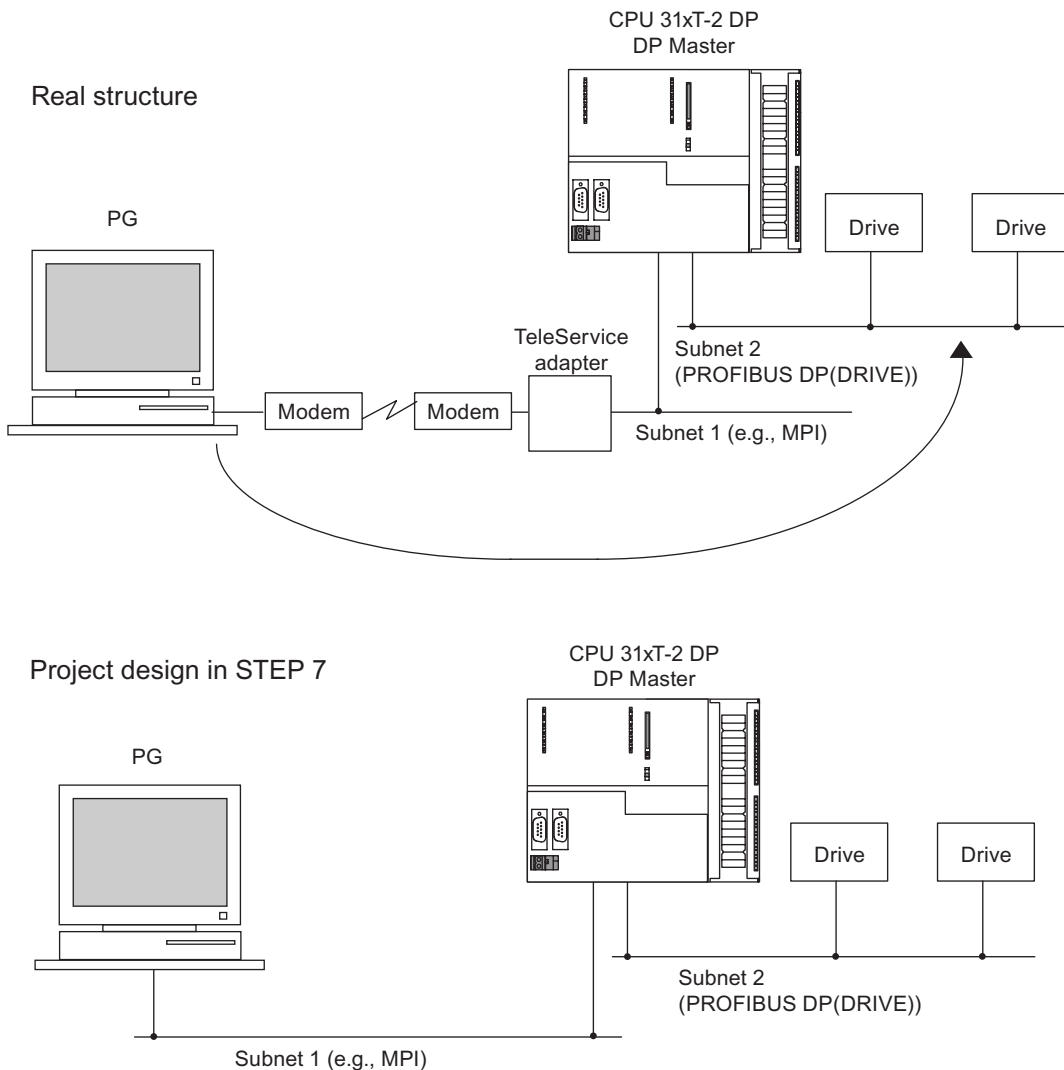 CPU 31xT-2 DP
DP Master
Real structure
PG
Drive
Drive
TeleService
adapter
Subnet 2
(PROFIBUS DP(DRIVE))
Modem
Modem
Subnet 1 (e.g., MPI)
Project design in STEP 7
CPU 31xT-2 DP
DP Master
PG
Drive
Drive
Subnet 2
(PROFIBUS DP(DRIVE))
Subnet 1 (e.g., MPI)